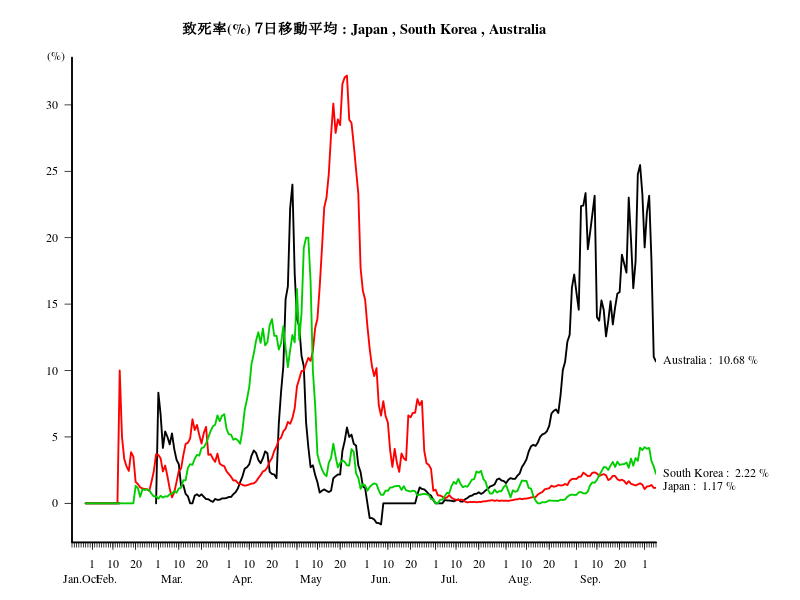 致死率(%) 7日移動平均 : Japan , South Korea , Australia
(%)
30
25
20
15
10
5
0
Australia : 10.68 %
South Korea : 2.22 %
Japan : 1.17 %
1 10 20 1 10 20 1 10 20 1 10 20 1 10 20 1 10 20 1 10 20 1 10 20 1
Jan.Oct.Feb. Mar. Apr. May Jun. Jul. Aug. Sep.